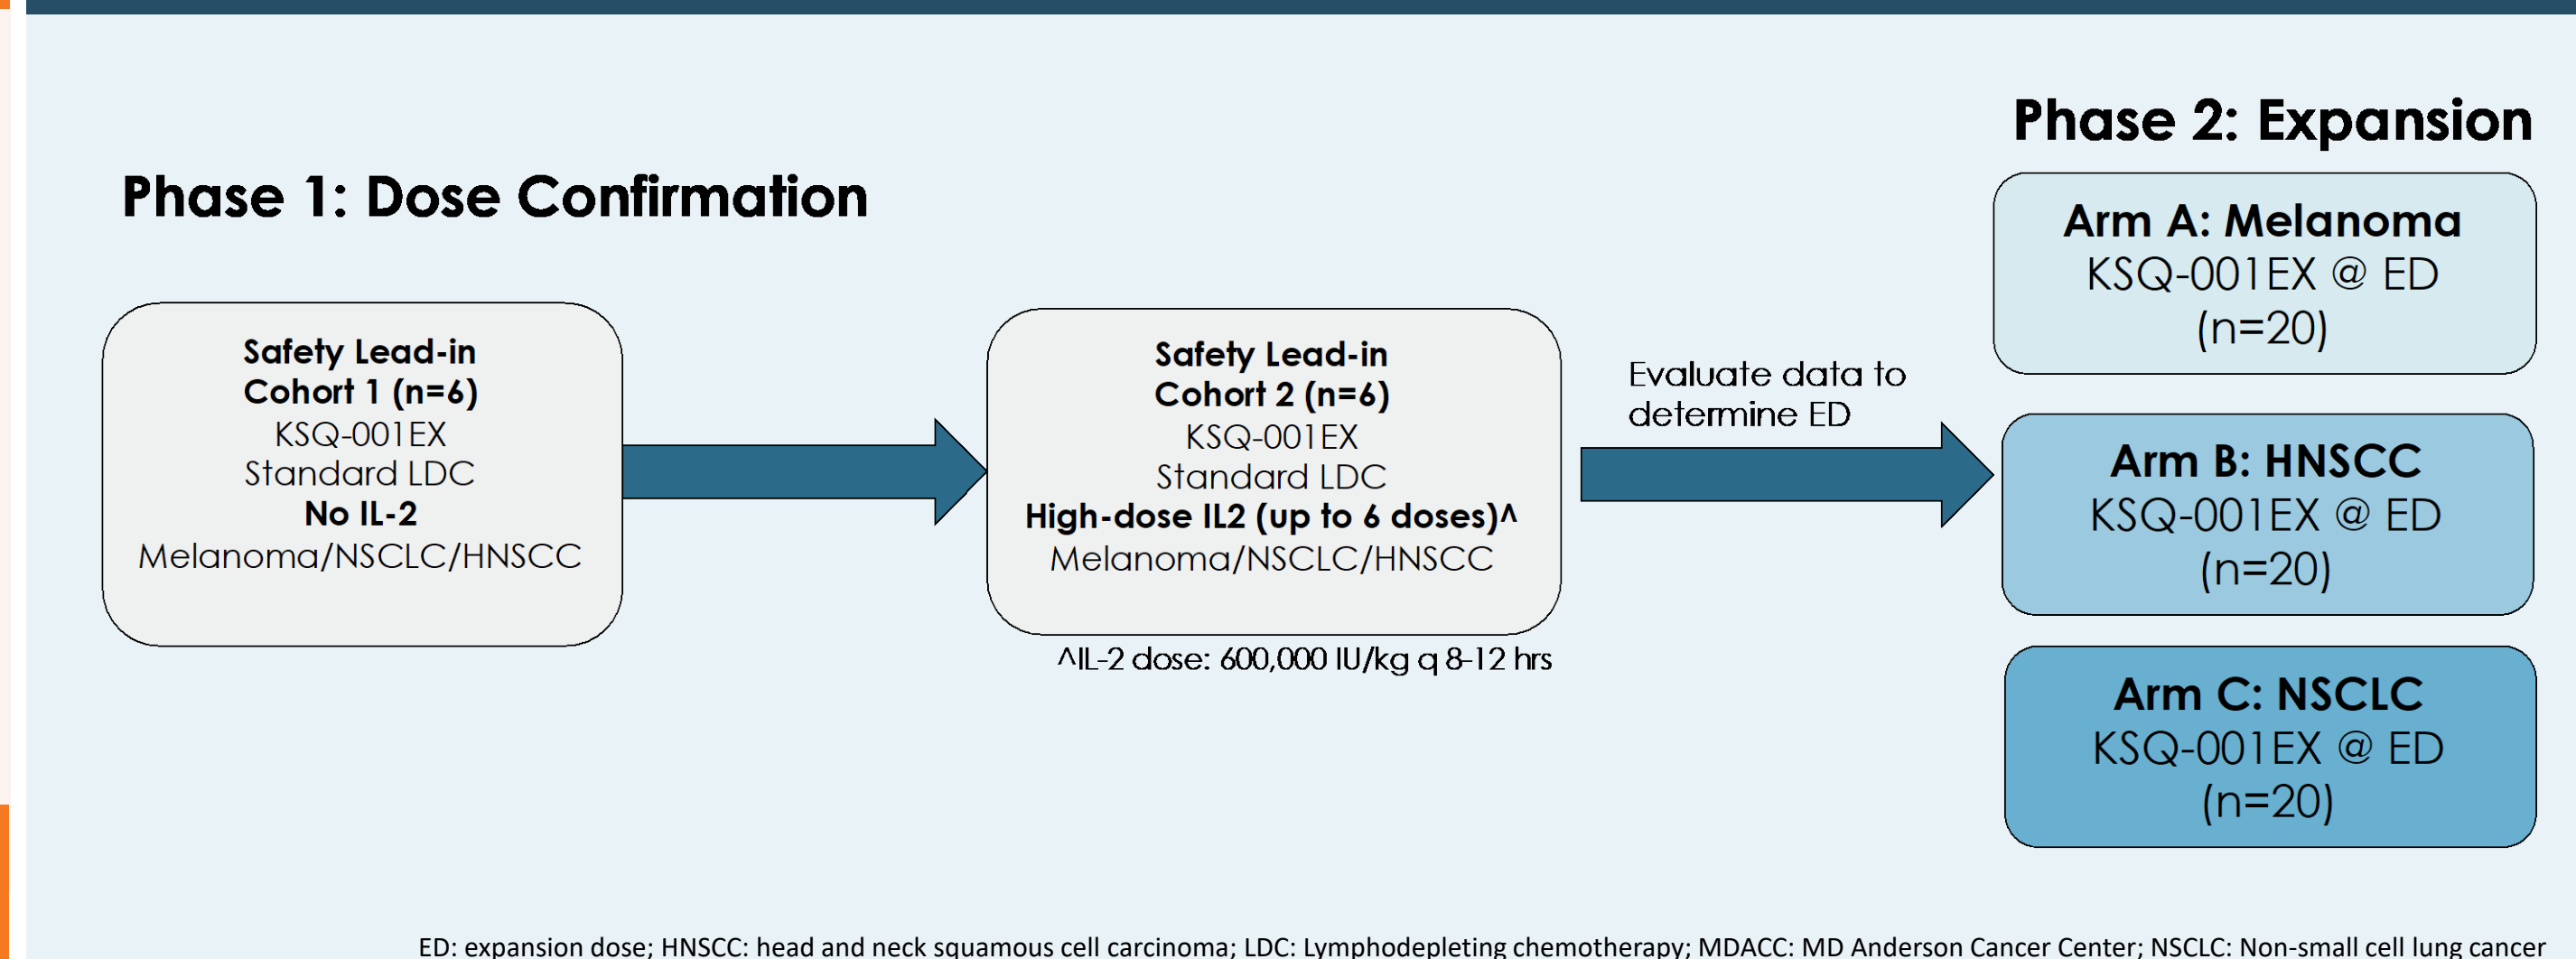 Phase 1: Dose Confirmation
Safety Lead-in
Cohort 1 (n=6)
KSQ-001EX
Standard LDC
No IL-2
Melanoma/NSCLC/HNSCC
Safety Lead-in
Cohort 2 (n=6)
KSQ-001EX
Standard LDC
High-dose IL2 (up to 6 doses)^
Melanoma/NSCLC/HNSCC
^IL-2 dose: 600,000 IU/kg q 8-12 hrs
Evaluate data to
determine ED
Phase 2: Expansion
Arm A: Melanoma
KSQ-001EX @ ED
(n=20)
Arm B: HNSCC
KSQ-001EX @ ED
(n=20)
Arm C: NSCLC
KSQ-001EX @ ED
(n=20)
ED: expansion dose; HNSCC: head and neck squamous cell carcinoma; LDC: Lymphodepleting chemotherapy; MDACC: MD Anderson Cancer Center; NSCLC: Non-small cell lung cancer